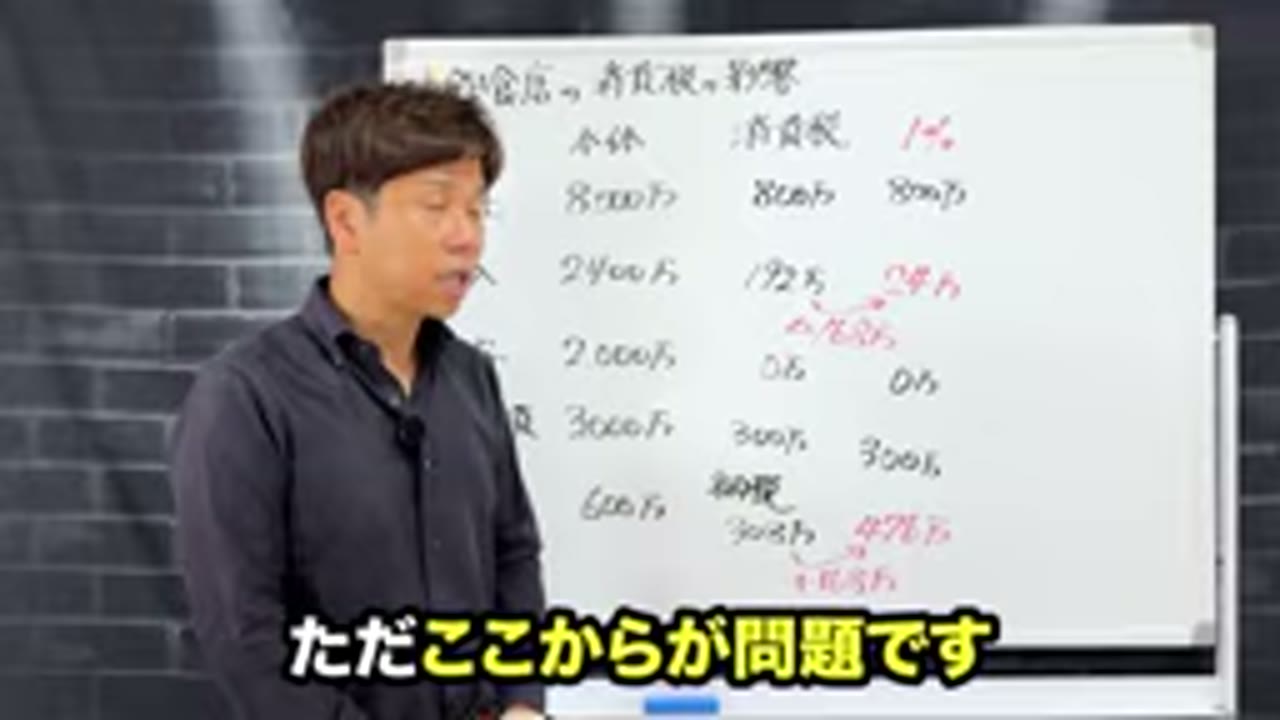 飲食店の消費税の影響
本体 消費税 1%
8000万 800万 800万
2400万 192万 24万
△168万
2000万 0万 0万
3000万 300万 300万
600万 納税
308万 476万
+168万
ただここからが問題です